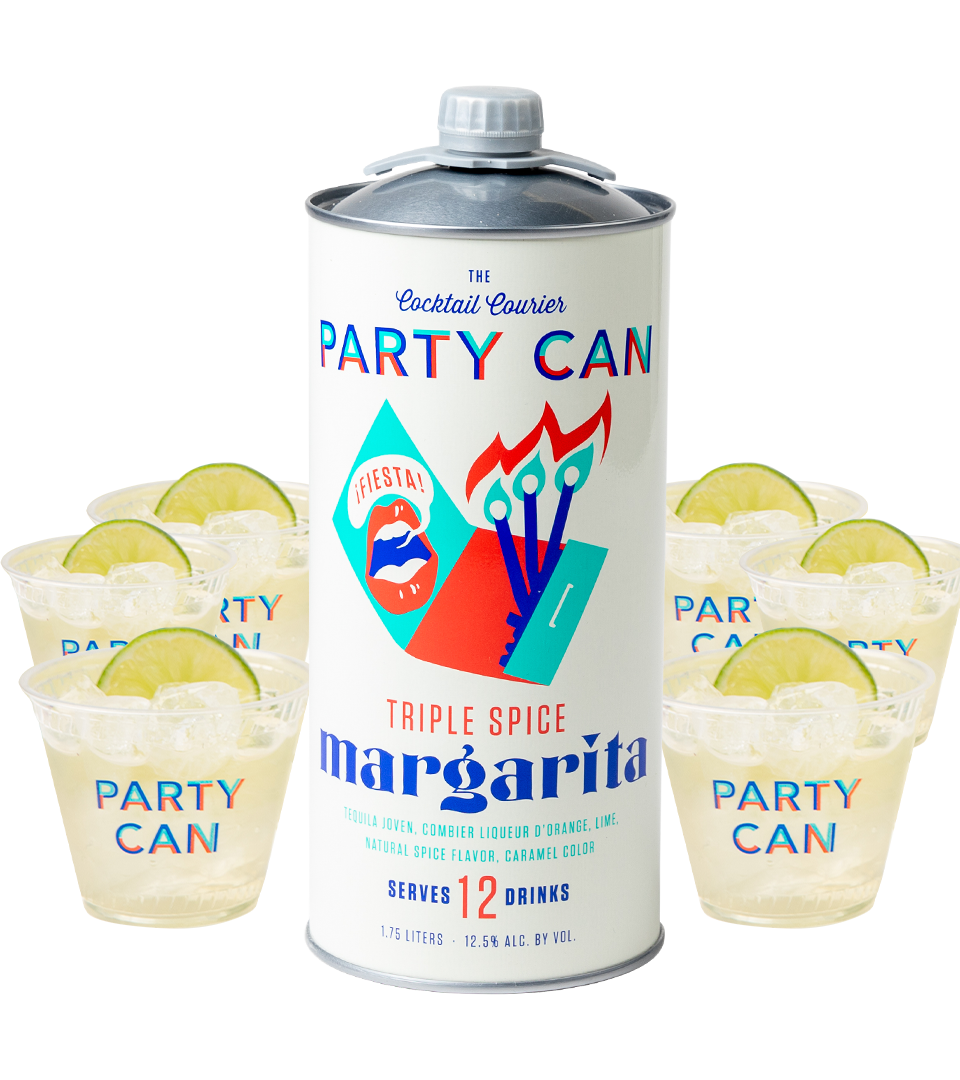 THE
Cocktail Courier
PARTY CAN
¡FIESTA!
TRIPLE SPICE
margarita
TEQUILA JOVEN, COMBIER LIQUEUR D'ORANGE, LIME,
NATURAL SPICE FLAVOR, CARAMEL COLOR
SERVES 12 DRINKS
1.75 LITERS · 12.5% ALC. BY VOL.
PARTY
CAN
PARTY
CAN